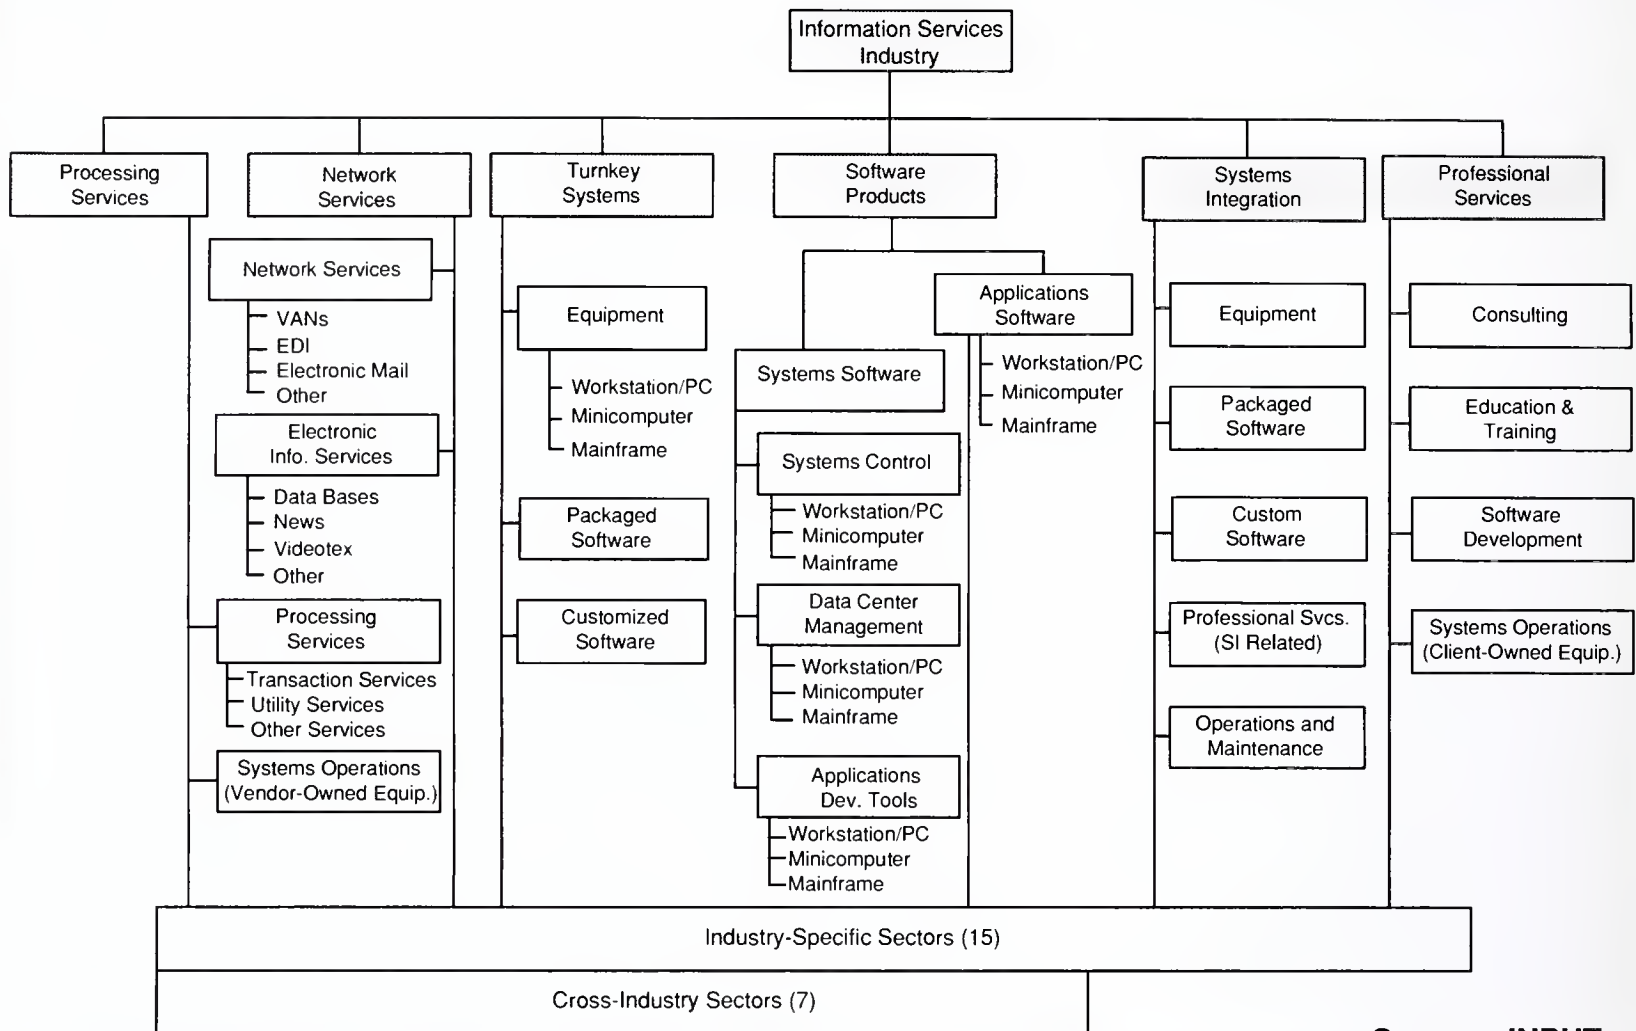 Information Services
Industry
Processing
Services
Network
Services
Turnkey
Systems
Software
Products
Systems
Integration
Professional
Services
Network Services
VANs
EDI
Electronic Mail
Other
Electronic
Info. Services
Data Bases
News
Videotex
Other
Processing
Services
Transaction Services
Utility Services
Other Services
Systems Operations
(Vendor-Owned Equip.)
Equipment
Workstation/PC
Minicomputer
Mainframe
Packaged
Software
Customized
Software
Systems Software
Systems Control
Workstation/PC
Minicomputer
Mainframe
Data Center
Management
Workstation/PC
Minicomputer
Mainframe
Applications
Dev. Tools
Workstation/PC
Minicomputer
Mainframe
Applications
Software
Workstation/PC
Minicomputer
Mainframe
Equipment
Packaged
Software
Custom
Software
Professional Svcs.
(SI Related)
Operations and
Maintenance
Consulting
Education &
Training
Software
Development
Systems Operations
(Client-Owned Equip.)
Industry-Specific Sectors (15)
Cross-Industry Sectors (7)